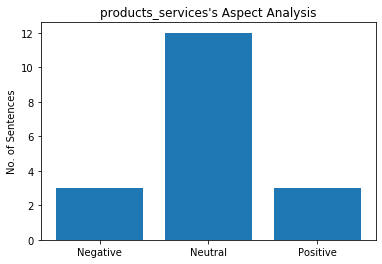 products_services's Aspect Analysis
No. of Sentences
12
10
8
6
4
2
0
Negative Neutral Positive